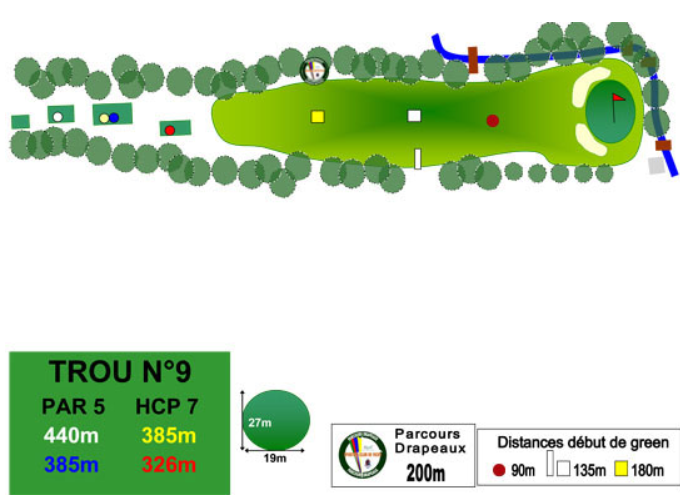 TROU N°9
PAR 5 HCP 7
440m 385m
385m 326m
27m
19m
Parcours
Drapeaux
200m
Distances début de green
90m 135m 180m